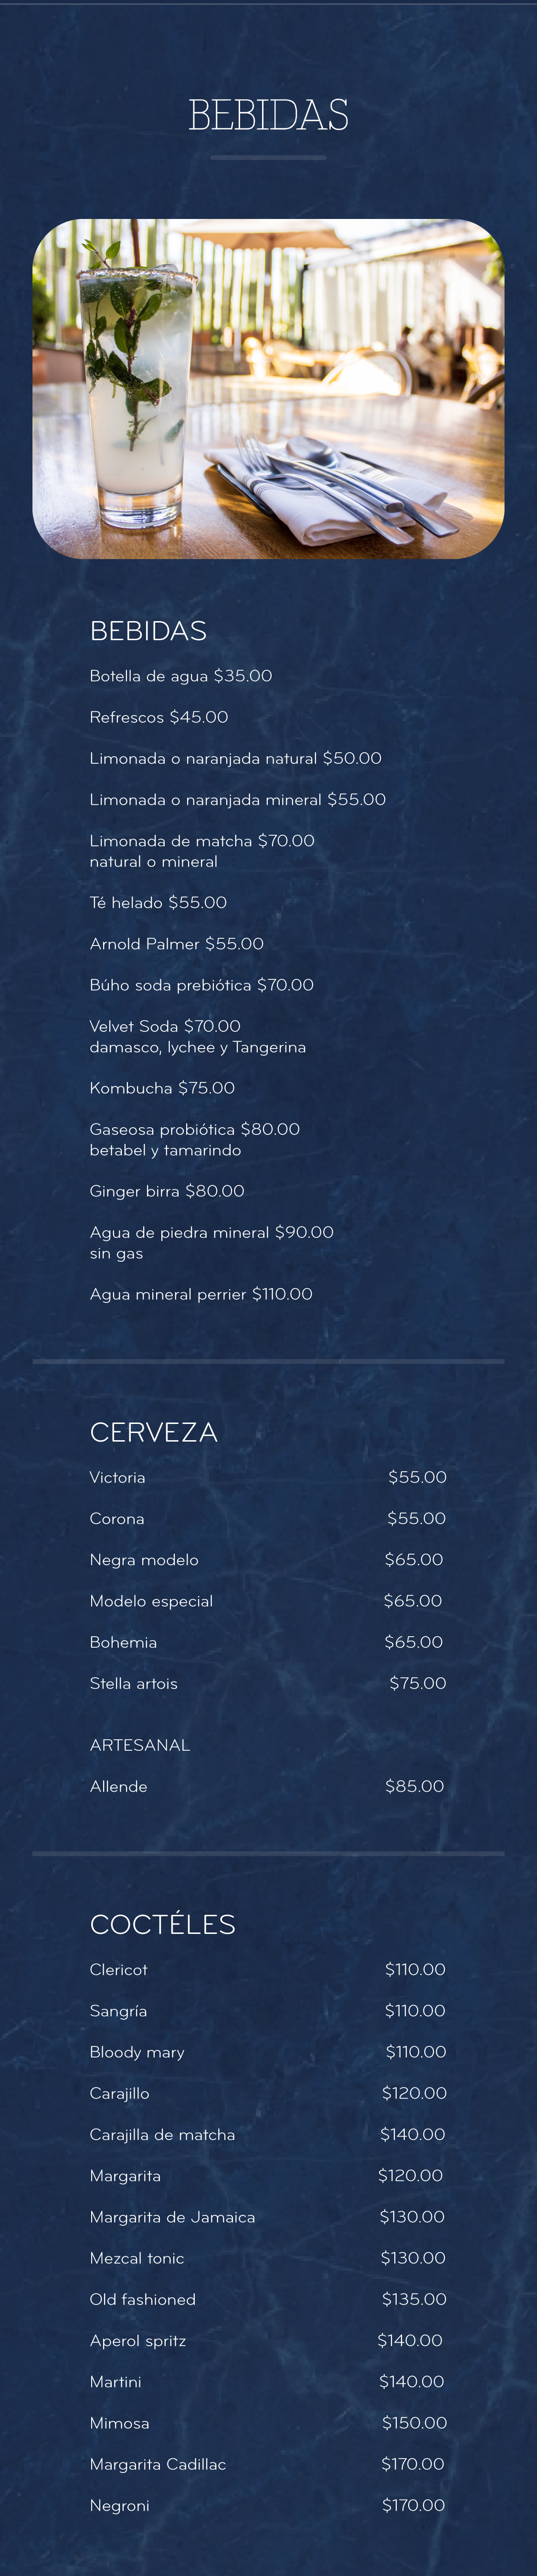 BEBIDAS
BEBIDAS
Botella de agua $35.00
Refrescos $45.00
Limonada o naranjada natural $50.00
Limonada o naranjada mineral $55.00
Limonada de matcha $70.00
natural o mineral
Té helado $55.00
Arnold Palmer $55.00
Búho soda prebiótica $70.00
Velvet Soda $70.00
damasco, lychee y Tangerina
Kombucha $75.00
Gaseosa probiótica $80.00
betabel y tamarindo
Ginger birra $80.00
Agua de piedra mineral $90.00
sin gas
Agua mineral perrier $110.00
CERVEZA
Victoria $55.00
Corona $55.00
Negra modelo $65.00
Modelo especial $65.00
Bohemia $65.00
Stella artois $75.00
ARTESANAL
Allende $85.00
COCTÉLES
Clericot $110.00
Sangría $110.00
Bloody mary $110.00
Carajillo $120.00
Carajilla de matcha $140.00
Margarita $120.00
Margarita de Jamaica $130.00
Mezcal tonic $130.00
Old fashioned $135.00
Aperol spritz $140.00
Martini $140.00
Mimosa $150.00
Margarita Cadillac $170.00
Negroni $170.00